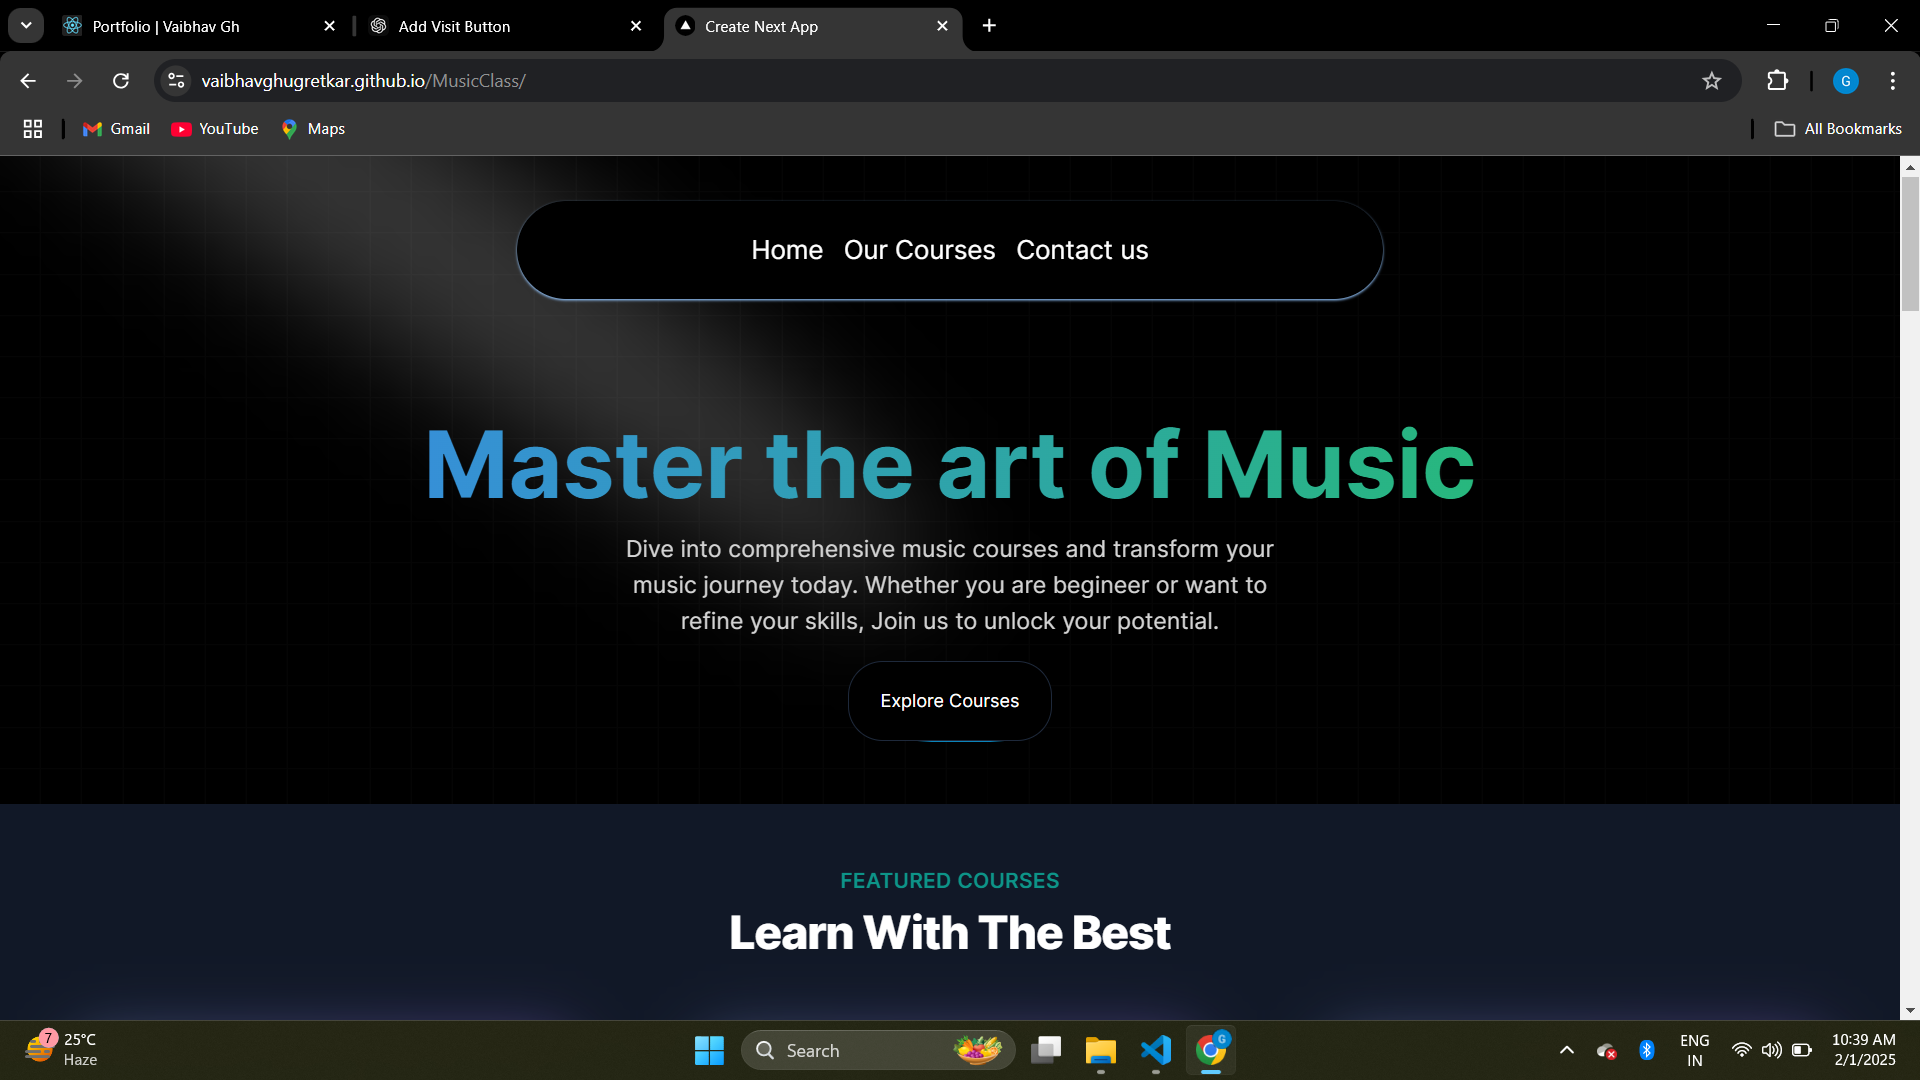 Portfolio | Vaibhav Gh
Add Visit Button
Create Next App
vaibhavghugretkar.github.io/MusicClass/
G
Gmail
YouTube
Maps
All Bookmarks
Home Our Courses Contact us
Master the art of Music
Dive into comprehensive music courses and transform your
music journey today. Whether you are begineer or want to
refine your skills, Join us to unlock your potential.
Explore Courses
FEATURED COURSES
Learn With The Best
7
25°C
Haze
Search
G
ENG
IN
10:39 AM
2/1/2025